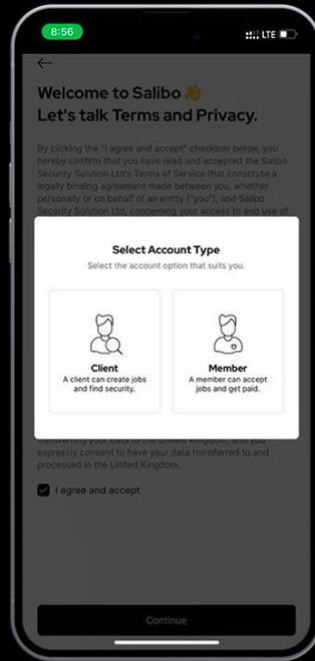 8:56
LTE
Welcome to Salibo 👋
Let's talk Terms and Privacy.
By clicking the "I agree and accept" checkbox below, you
hereby confirm that you have read and accepted the Salibo
Security Solution Ltd's Terms of Service that constitute a
legally binding agreement made between you, whether
personally or on behalf of an entity ("you"), and Salibo
Security Solution Ltd, concerning your access to and use of
Select Account Type
Select the account option that suits you.
Client
A client can create jobs
and find security.
Member
A member can accept
jobs and get paid.
transferring your data to the United Kingdom, and you
expressly consent to have your data transferred to and
processed in the United Kingdom.
I agree and accept
Continue